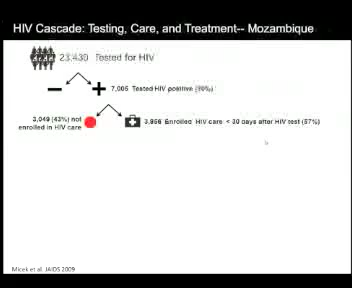 HIV Cascade: Testing, Care, and Treatment-- Mozambique
23,430 Tested for HIV
7,005 Tested HIV positive (30%)
3,049 (43%) not
enrolled in HIV care
3,956 Enrolled HIV care < 30 days after HIV test (57%)
Micek et al. JAIDS 2009